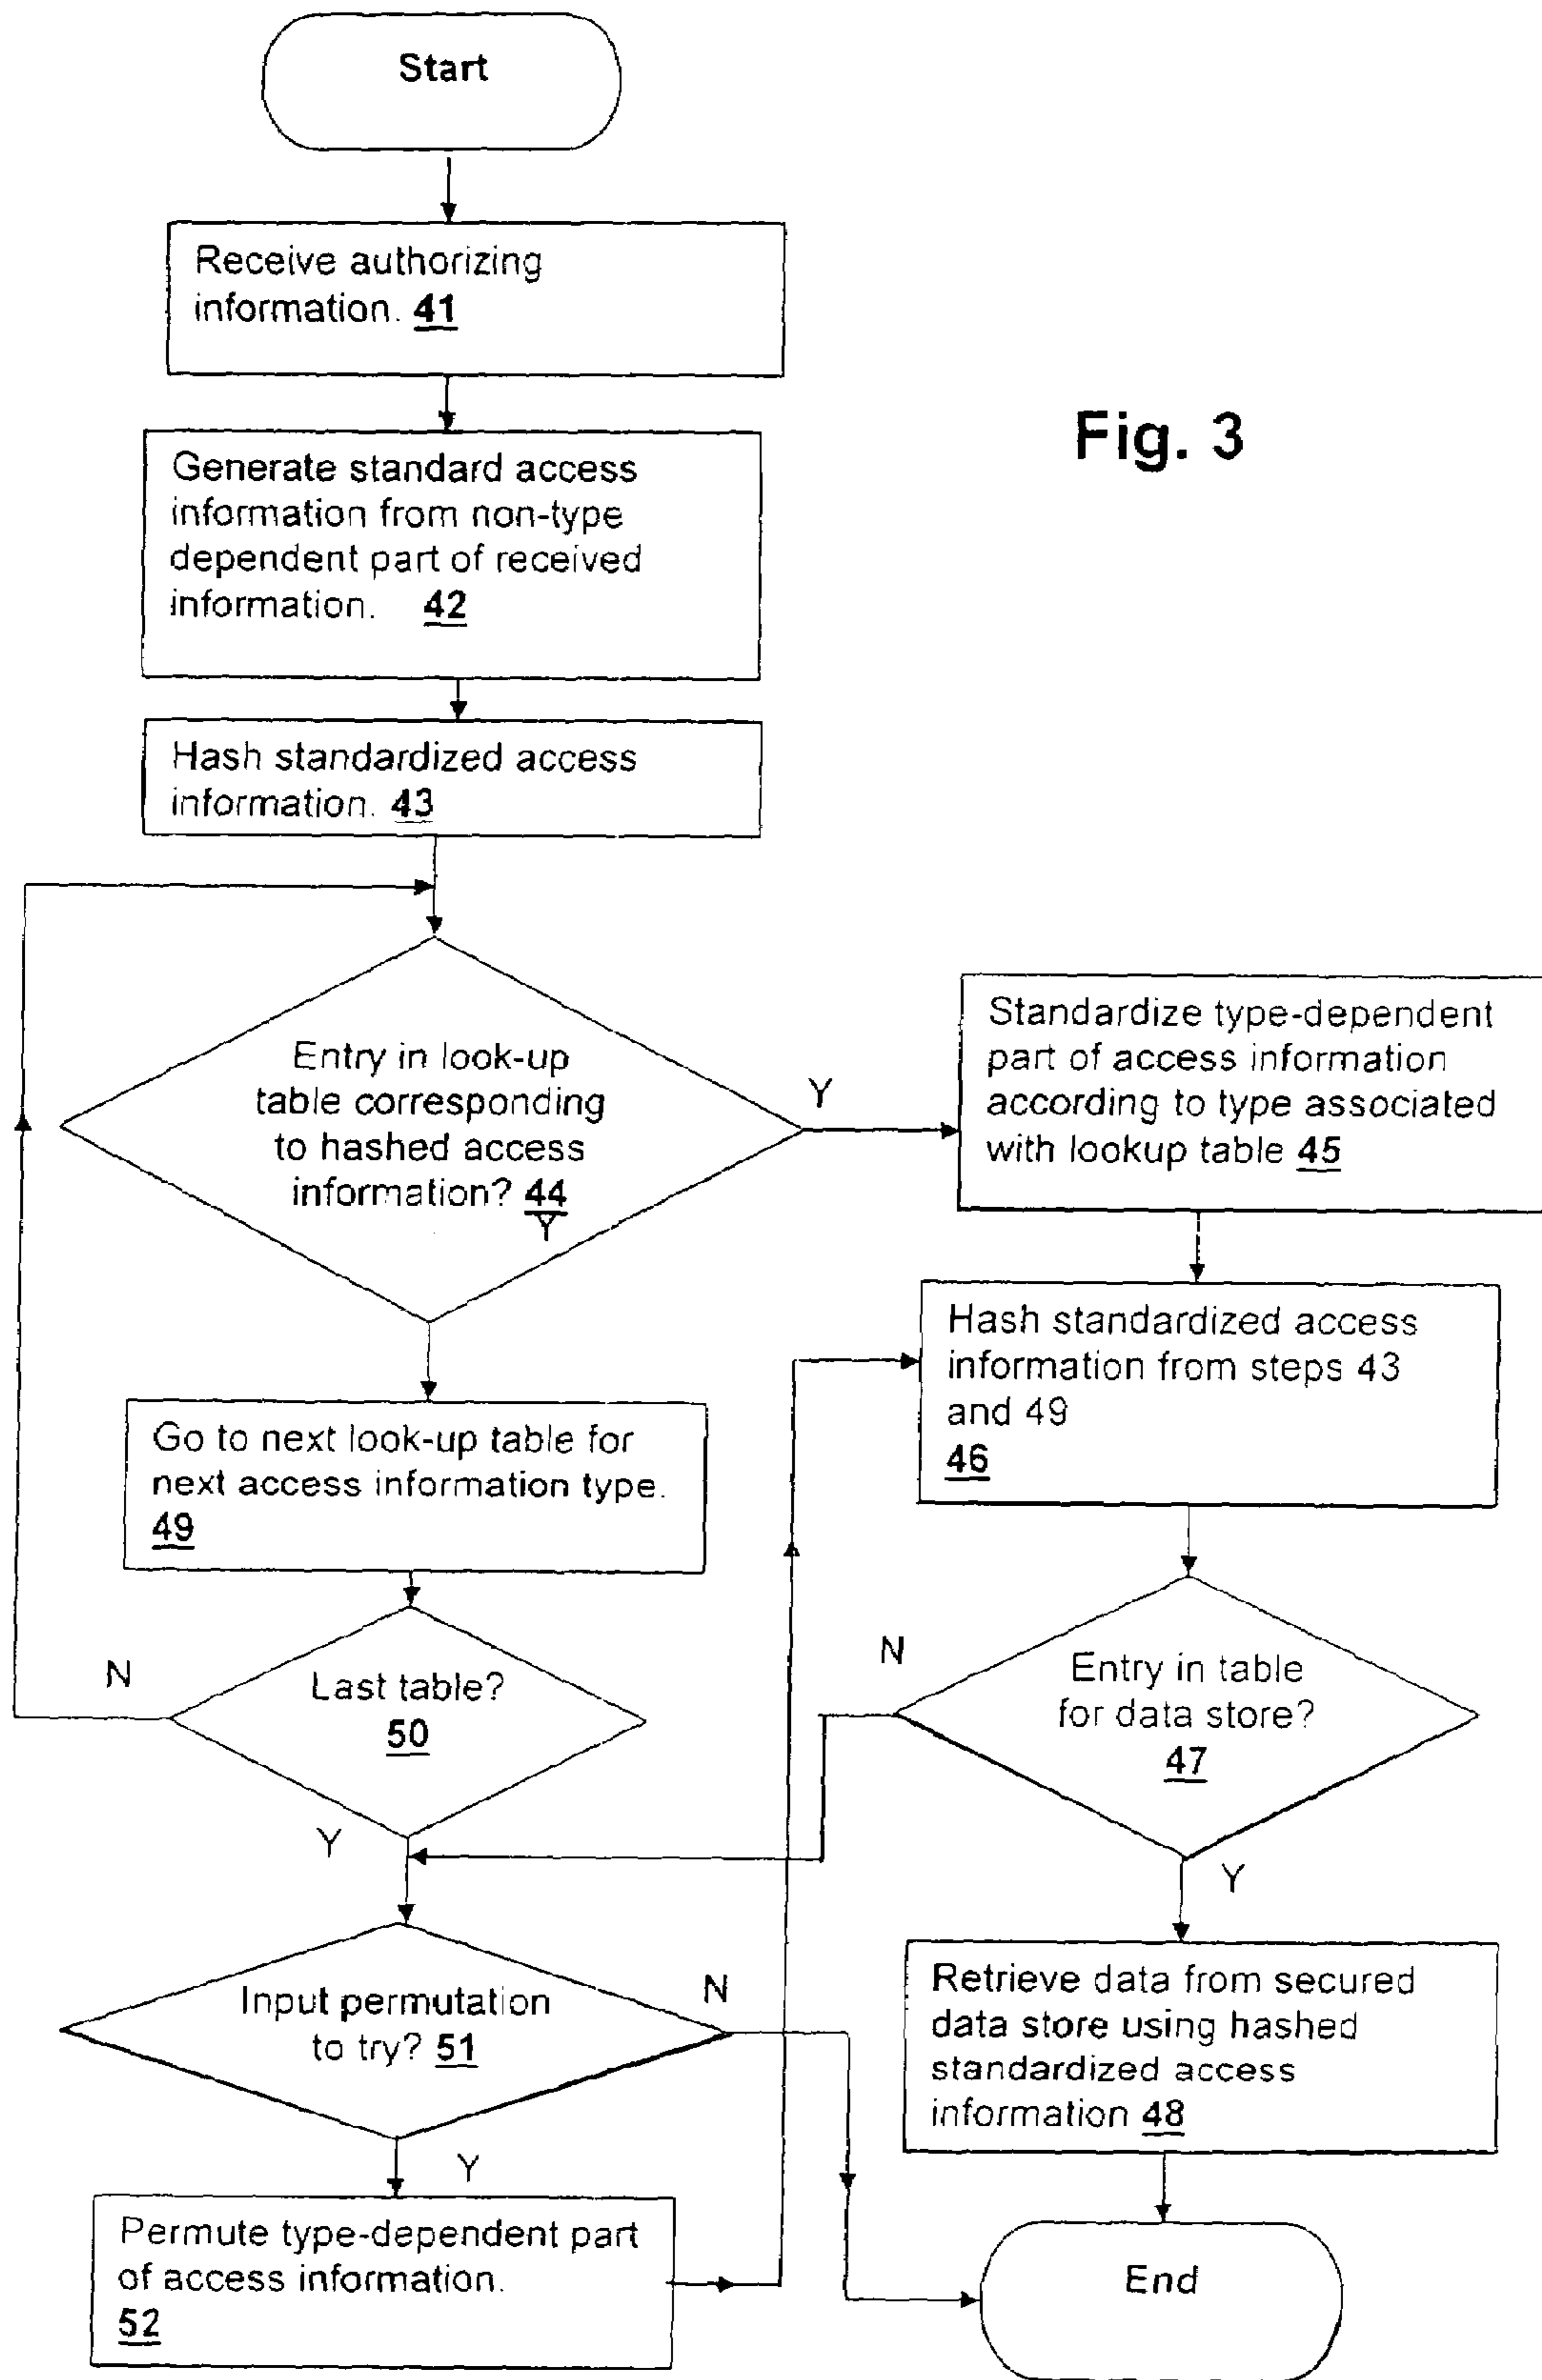 Start
Receive authorizing
information. 41
Fig. 3
Generate standard access
information from non-type
dependent part of received
information. 42
Hash standardized access
information. 43
Entry in look-up
table corresponding
to hashed access
information? 44
Y
Y
Standardize type-dependent
part of access information
according to type associated
with lookup table 45
Hash standardized access
information from steps 43
and 49
46
Go to next look-up table for
next access information type.
49
N
Last table?
50
Y
N
Entry in table
for data store?
47
Y
Input permutation
to try? 51
N
Y
Retrieve data from secured
data store using hashed
standardized access
information 48
Permute type-dependent part
of access information.
52
End